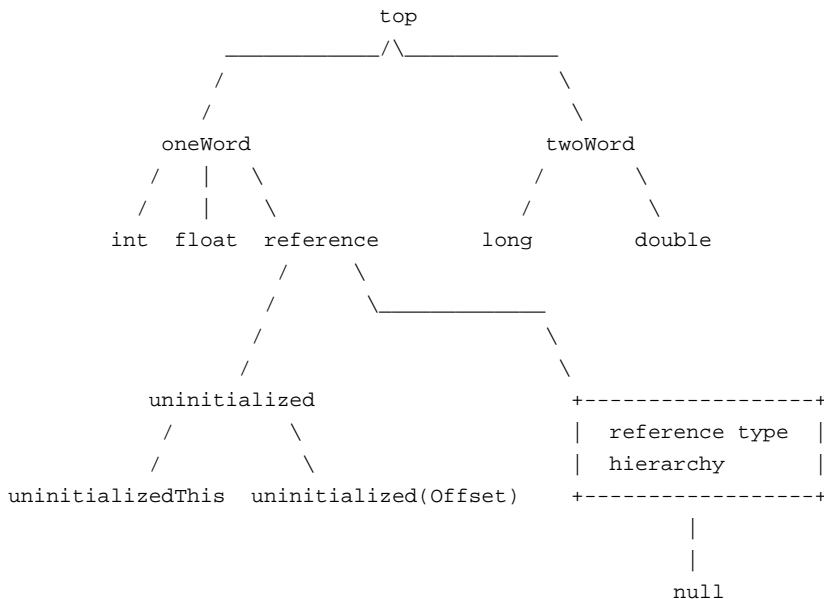 top
oneWord twoWord
int float reference long double
uninitialized
reference type
hierarchy
uninitializedThis uninitialized(Offset)
null